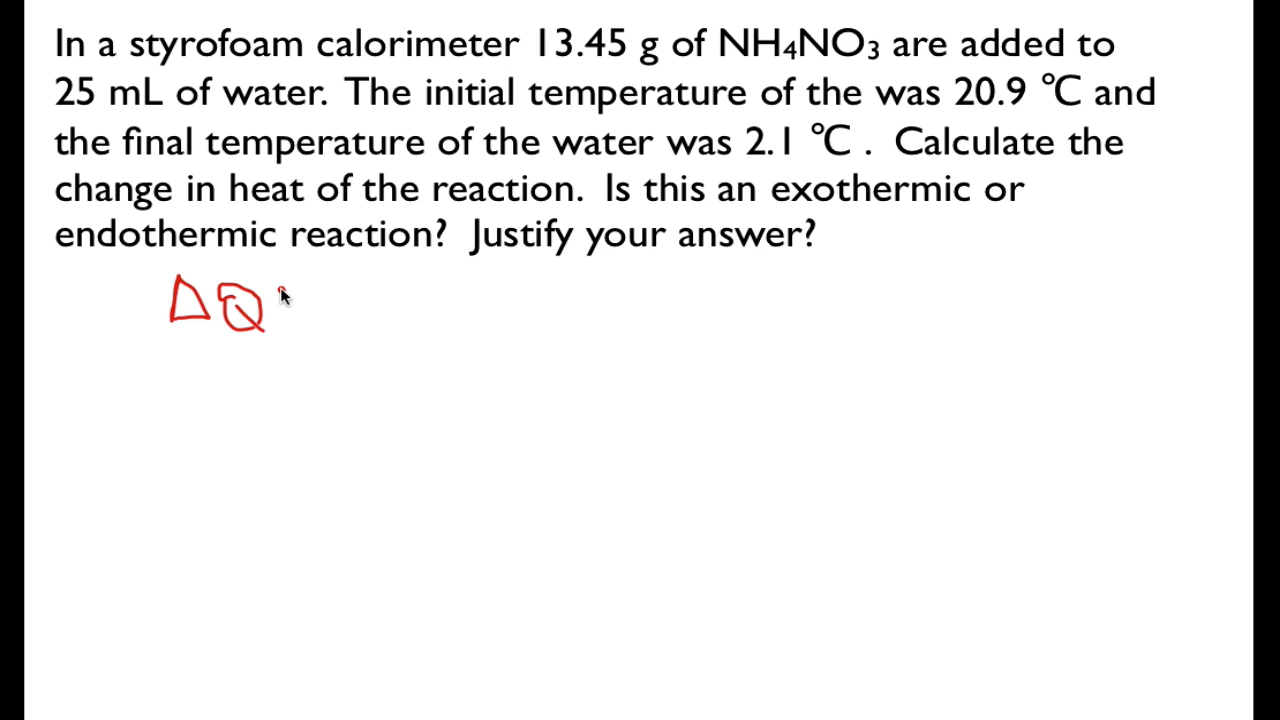 In a styrofoam calorimeter 13.45 g of NH₄NO₃ are added to
25 mL of water. The initial temperature of the was 20.9 ℃ and
the final temperature of the water was 2.1 ℃ . Calculate the
change in heat of the reaction. Is this an exothermic or
endothermic reaction? Justify your answer?
ΔQ